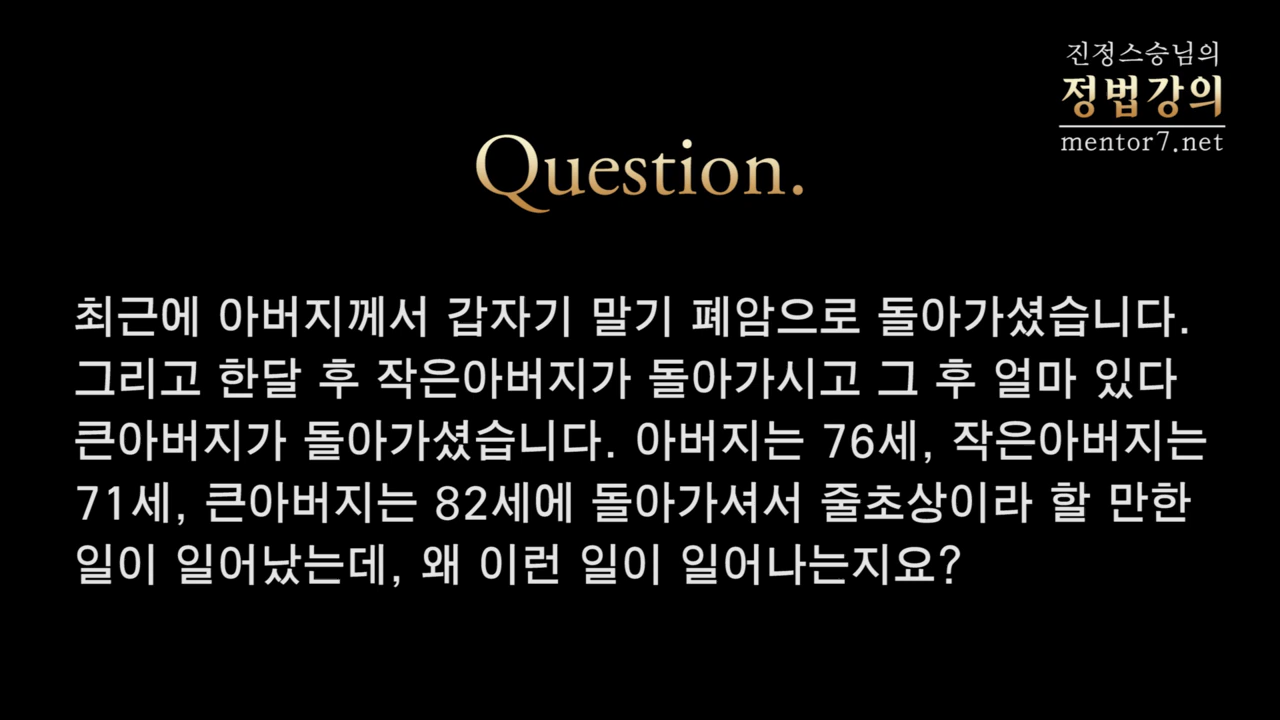 진정스승님의
정법강의
mentor7.net
Question.
최근에 아버지께서 갑자기 말기 폐암으로 돌아가셨습니다.
그리고 한달 후 작은아버지가 돌아가시고 그 후 얼마 있다
큰아버지가 돌아가셨습니다. 아버지는 76세, 작은아버지는
71세, 큰아버지는 82세에 돌아가셔서 줄초상이라 할 만한
일이 일어났는데, 왜 이런 일이 일어나는지요?